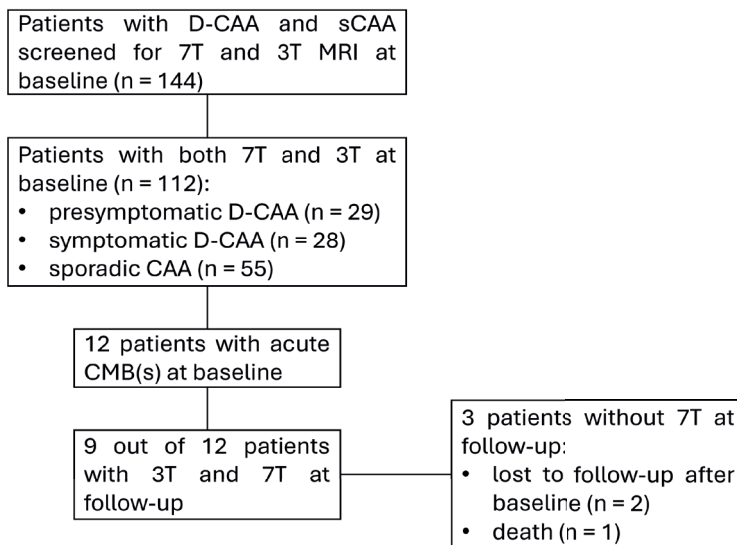 Patients with D-CAA and sCAA
screened for 7T and 3T MRI at
baseline (n = 144)
Patients with both 7T and 3T at
baseline (n = 112):
• presymptomatic D-CAA (n = 29)
• symptomatic D-CAA (n = 28)
• sporadic CAA (n = 55)
12 patients with acute
CMB(s) at baseline
9 out of 12 patients
with 3T and 7T at
follow-up
3 patients without 7T at
follow-up:
• lost to follow-up after
baseline (n = 2)
• death (n = 1)